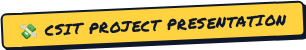 💸 CSIT PROJECT PRESENTATION